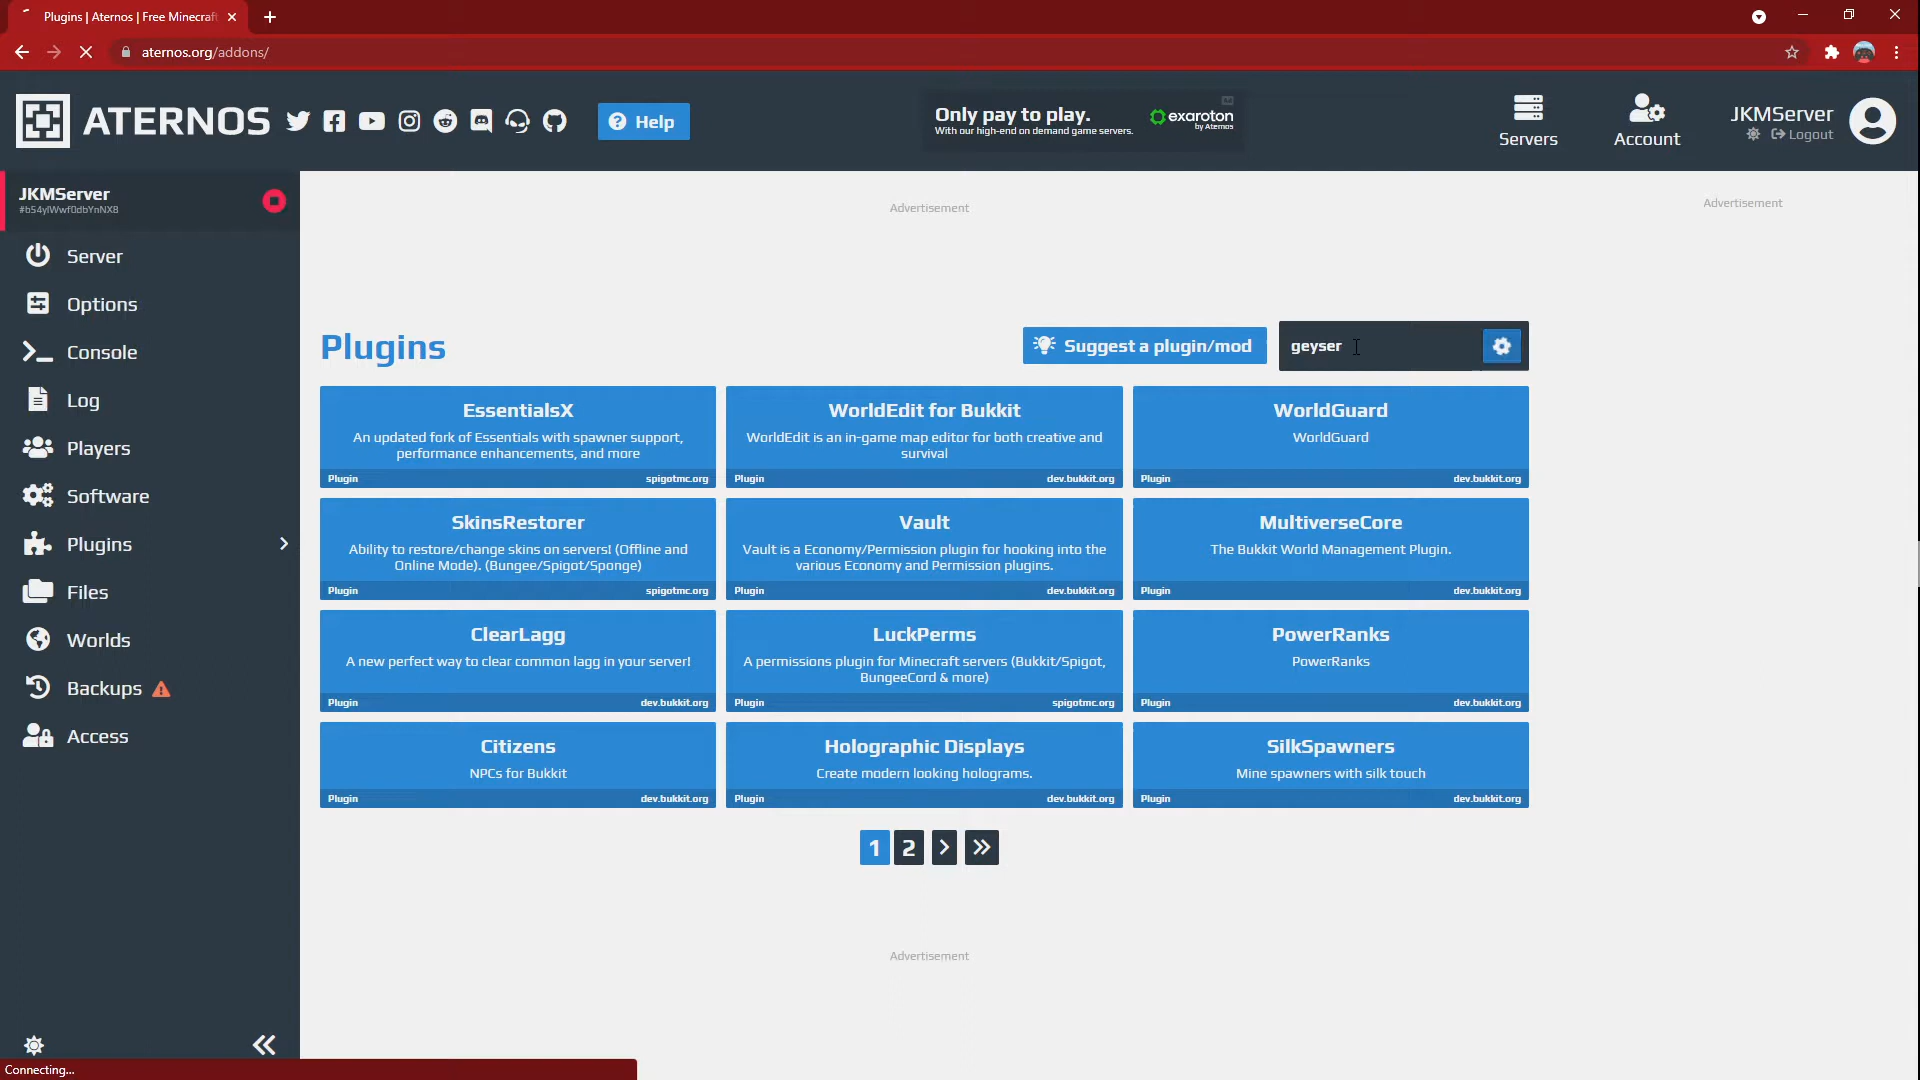 Plugins | Aternos | Free Minecraft
aternos.org/addons/
ATERNOS
Help
Only pay to play.
With our high-end on demand game servers.
Ad
exaroton
by Aternos
Servers
Account
JKMServer
Logout
JKMServer
Server
Options
Console
Log
Players
Software
Plugins
Files
Worlds
Backups
Access
Advertisement
Advertisement
Plugins
Suggest a plugin/mod
geyser
EssentialsX
An updated fork of Essentials with spawner support,
performance enhancements, and more
Plugin
spigotmc.org
WorldEdit for Bukkit
WorldEdit is an in-game map editor for both creative and
survival
Plugin
dev.bukkit.org
WorldGuard
WorldGuard
Plugin
dev.bukkit.org
SkinsRestorer
Ability to restore/change skins on servers! (Offline and
Online Mode). (Bungee/Spigot/Sponge)
Plugin
spigotmc.org
Vault
Vault is a Economy/Permission plugin for hooking into the
various Economy and Permission plugins.
Plugin
dev.bukkit.org
MultiverseCore
The Bukkit World Management Plugin.
Plugin
dev.bukkit.org
ClearLagg
A new perfect way to clear common lagg in your server!
Plugin
dev.bukkit.org
LuckPerms
A permissions plugin for Minecraft servers (Bukkit/Spigot,
BungeeCord & more)
Plugin
spigotmc.org
PowerRanks
PowerRanks
Plugin
dev.bukkit.org
Citizens
NPCs for Bukkit
Plugin
dev.bukkit.org
Holographic Displays
Create modern looking holograms.
Plugin
dev.bukkit.org
SilkSpawners
Mine spawners with silk touch
Plugin
dev.bukkit.org
1 2
Advertisement
Connecting...